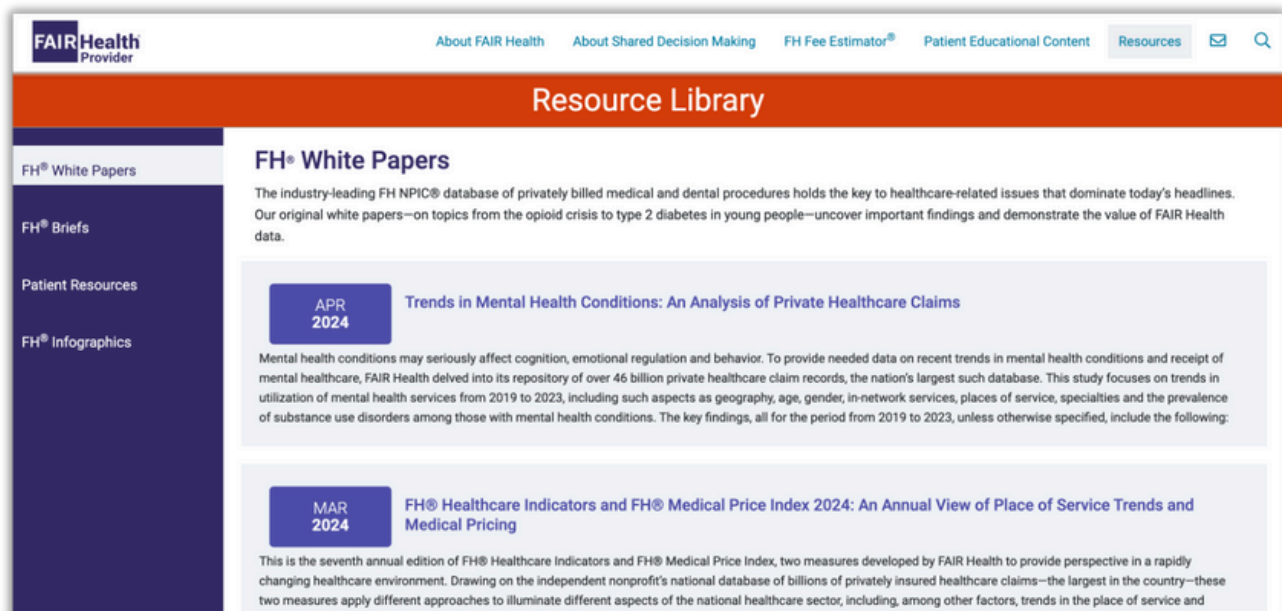 FAIR Health
Provider
About FAIR Health
About Shared Decision Making
FH Fee Estimator®
Patient Educational Content
Resources
Resource Library
FH® White Papers
FH® Briefs
Patient Resources
FH® Infographics
FH® White Papers
The industry-leading FH NPIC® database of privately billed medical and dental procedures holds the key to healthcare-related issues that dominate today's headlines.
Our original white papers—on topics from the opioid crisis to type 2 diabetes in young people—uncover important findings and demonstrate the value of FAIR Health
data.
APR
2024
Trends in Mental Health Conditions: An Analysis of Private Healthcare Claims
Mental health conditions may seriously affect cognition, emotional regulation and behavior. To provide needed data on recent trends in mental health conditions and receipt of
mental healthcare, FAIR Health delved into its repository of over 46 billion private healthcare claim records, the nation's largest such database. This study focuses on trends in
utilization of mental health services from 2019 to 2023, including such aspects as geography, age, gender, in-network services, places of service, specialties and the prevalence
of substance use disorders among those with mental health conditions. The key findings, all for the period from 2019 to 2023, unless otherwise specified, include the following:
MAR
2024
FH® Healthcare Indicators and FH® Medical Price Index 2024: An Annual View of Place of Service Trends and
Medical Pricing
This is the seventh annual edition of FH® Healthcare Indicators and FH® Medical Price Index, two measures developed by FAIR Health to provide perspective in a rapidly
changing healthcare environment. Drawing on the independent nonprofit's national database of billions of privately insured healthcare claims—the largest in the country—these
two measures apply different approaches to illuminate different aspects of the national healthcare sector, including, among other factors, trends in the place of service and